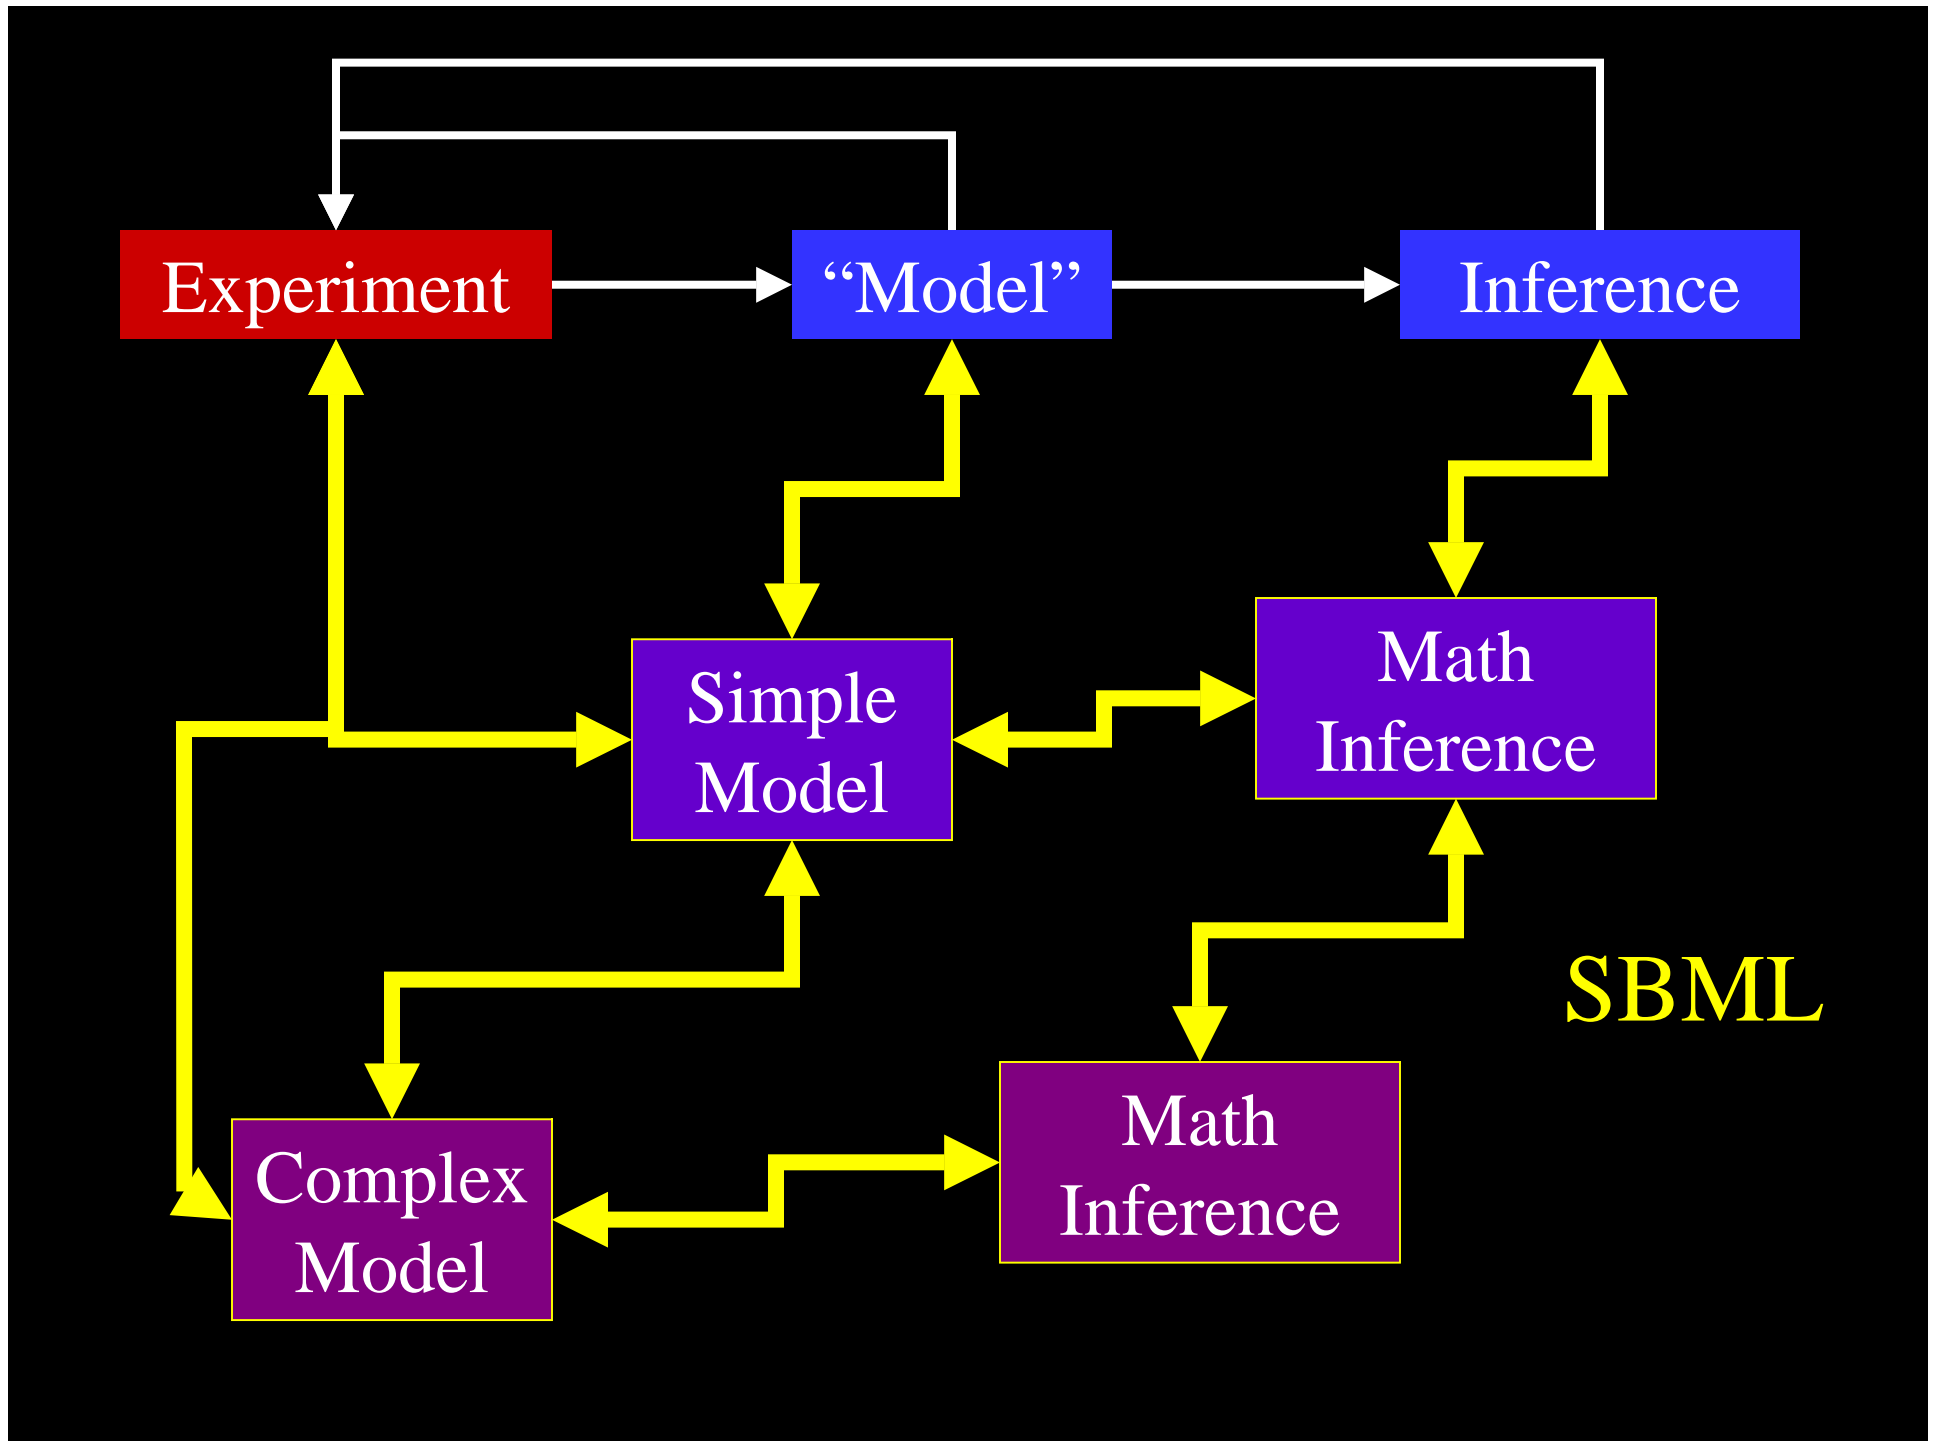 Experiment
“Model”
Inference
Simple
Model
Math
Inference
SBML
Complex
Model
Math
Inference